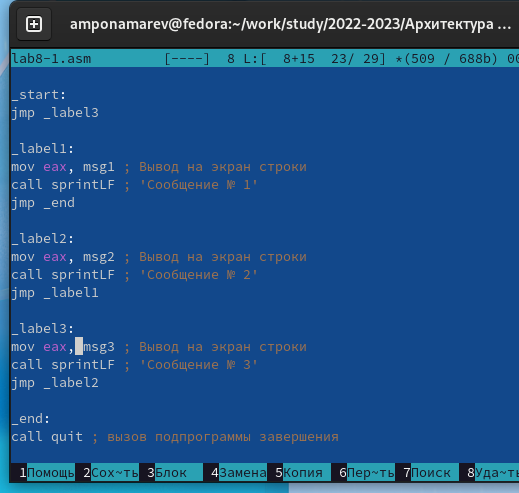 amponamarev@fedora:~/work/study/2022-2023/Архитектура ...
lab8-1.asm [----] 8 L:[ 8+15 23/ 29] *(509 / 688b) 00
_start:
jmp _label3
_label1:
mov eax, msg1 ; Вывод на экран строки
call sprintLF ; 'Сообщение № 1'
jmp _end
_label2:
mov eax, msg2 ; Вывод на экран строки
call sprintLF ; 'Сообщение № 2'
jmp _label1
_label3:
mov eax, msg3 ; Вывод на экран строки
call sprintLF ; 'Сообщение № 3'
jmp _label2
_end:
call quit ; вызов подпрограммы завершения
1Помощь 2Сох~ть 3Блок 4Замена 5Копия 6Пер~ть 7Поиск 8Уда~ть